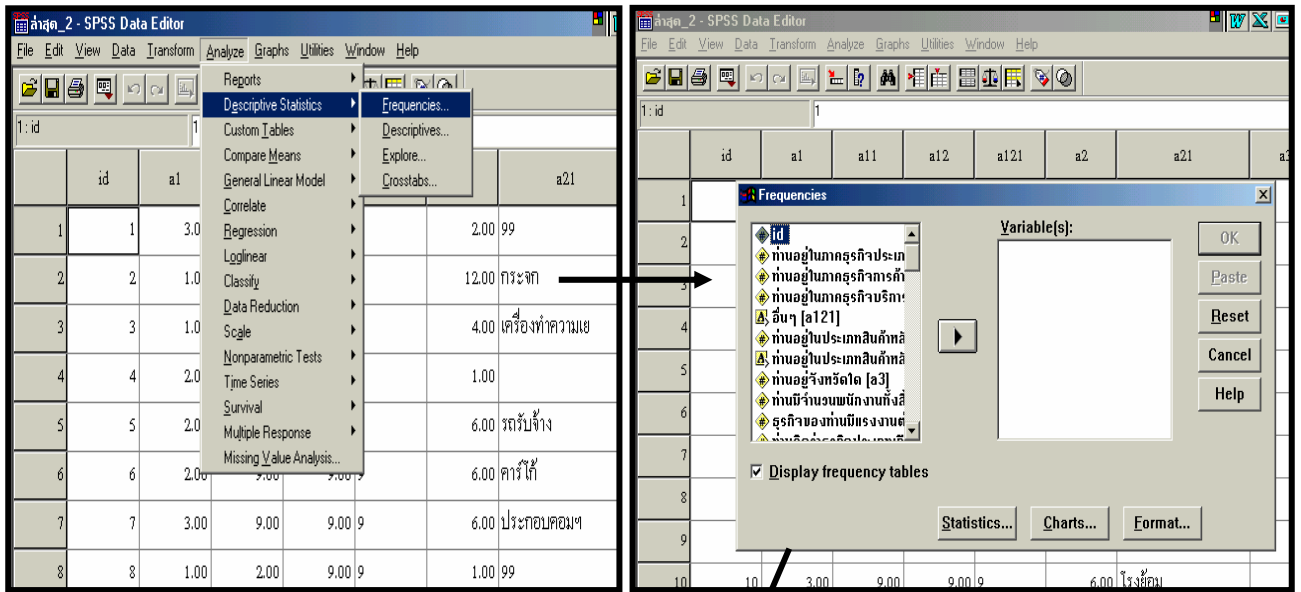 ล่าสุด_2 - SPSS Data Editor
File Edit View Data Transform Analyze Graphs Utilities Window Help
1 : id
1
Reports
Descriptive Statistics
Custom Tables
Compare Means
General Linear Model
Correlate
Regression
Loglinear
Classify
Data Reduction
Scale
Nonparametric Tests
Time Series
Survival
Multiple Response
Missing Value Analysis...
Frequencies...
Descriptives...
Explore...
Crosstabs...
id a1 a21
1 1 3.0 2.00 99
2 2 1.0 12.00 กระจก
3 3 1.0 4.00 เครื่องทำความเย
4 4 2.0 1.00
5 5 2.0 6.00 รถรับจ้าง
6 6 2.00 9.00 9.00 9 6.00 คาร์โก้
7 7 3.00 9.00 9.00 9 6.00 ประกอบคอมฯ
8 8 1.00 2.00 9.00 9 1.00 99
ล่าสุด_2 - SPSS Data Editor
File Edit View Data Transform Analyze Graphs Utilities Window Help
1 : id
1
id a1 a11 a12 a121 a2 a21
1
2
3
4
5
6
7
8
9
10 10 3.00 9.00 9.00 9 6.00 โรงย้อม
Frequencies
id
ท่านอยู่ในภาคธุรกิจประเภ
ท่านอยู่ในภาคธุรกิจการค้า
ท่านอยู่ในภาคธุรกิจบริกา
อื่นๆ [a121]
ท่านอยู่ในประเภทสินค้าหลั
ท่านอยู่ในประเภทสินค้าหลั
ท่านอยู่จังหวัดใด [a3]
ท่านมีจำนวนพนักงานทั้งสิ้
ธุรกิจของท่านมีแรงงานต่
Variable(s):
OK
Paste
Reset
Cancel
Help
Display frequency tables
Statistics... Charts... Format...